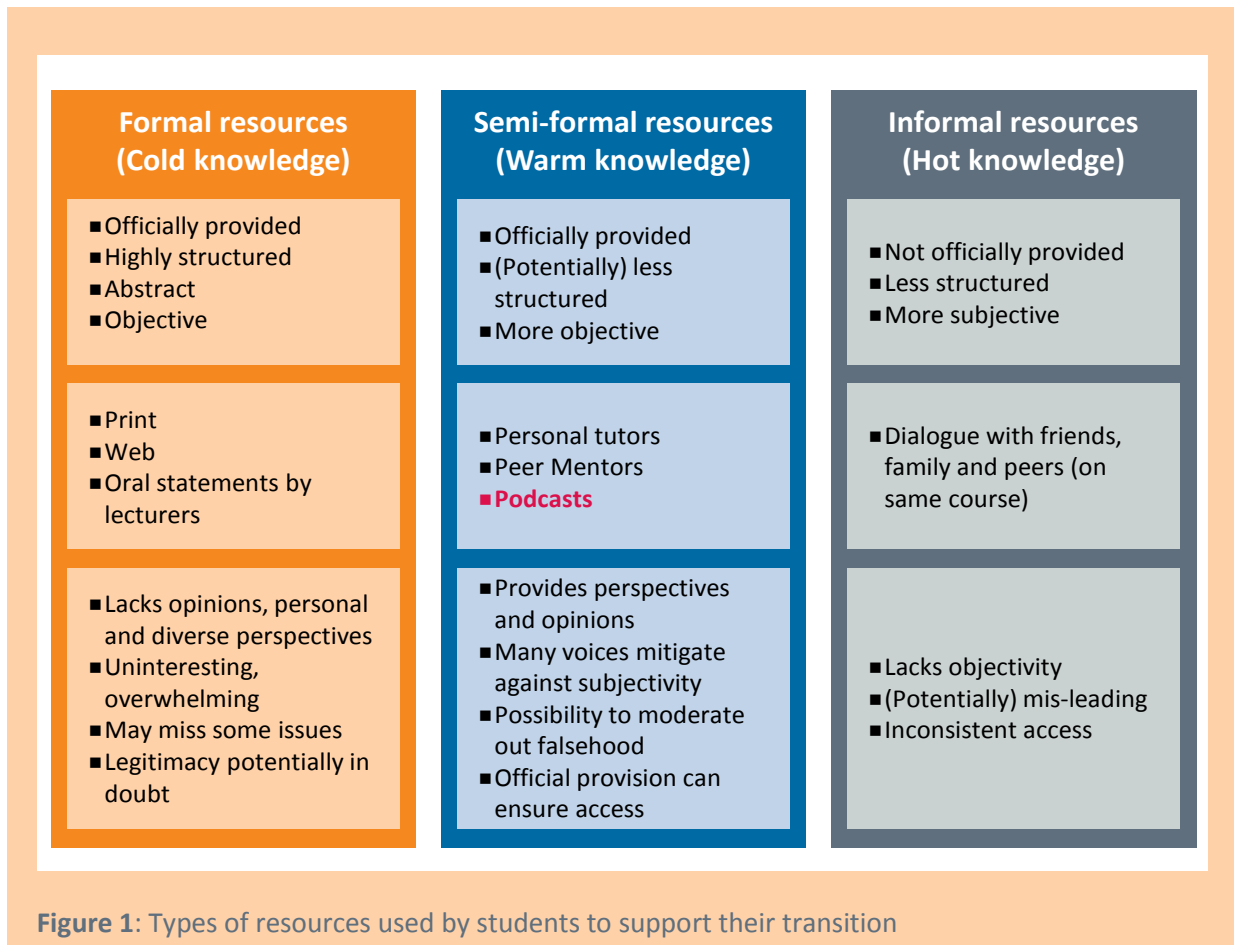 Formal resources
(Cold knowledge)
■Officially provided
■Highly structured
■Abstract
■Objective
■Print
■Web
■Oral statements by
lecturers
■Lacks opinions, personal
and diverse perspectives
■Uninteresting,
overwhelming
■May miss some issues
■Legitimacy potentially in
doubt
Semi-formal resources
(Warm knowledge)
■Officially provided
■(Potentially) less
structured
■More objective
■Personal tutors
■Peer Mentors
■Podcasts
■Provides perspectives
and opinions
■Many voices mitigate
against subjectivity
■Possibility to moderate
out falsehood
■Official provision can
ensure access
Informal resources
(Hot knowledge)
■Not officially provided
■Less structured
■More subjective
■Dialogue with friends,
family and peers (on
same course)
■Lacks objectivity
■(Potentially) mis-leading
■Inconsistent access
Figure 1: Types of resources used by students to support their transition